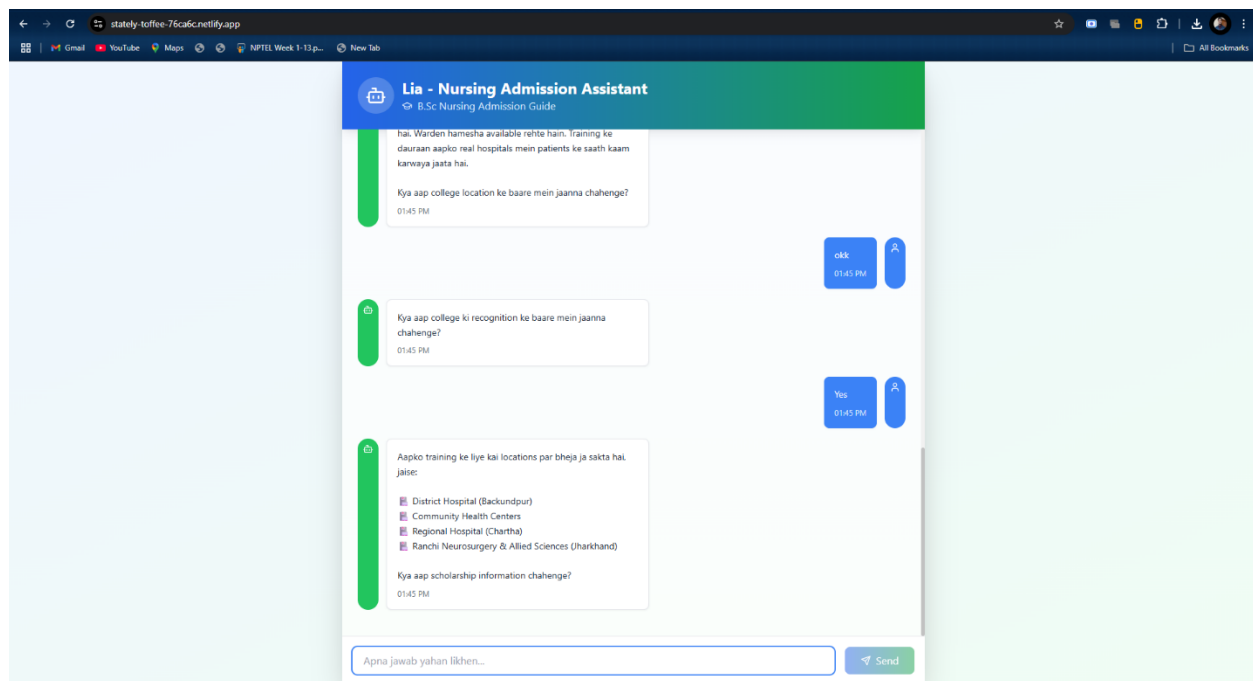 stately-toffee-76ca6c.netlify.app
Gmail YouTube Maps NPTEL Week 1-13.p... New Tab All Bookmarks
Lia - Nursing Admission Assistant
B.Sc Nursing Admission Guide
hai. Warden hamesha available rehte hain. Training ke
dauraan aapko real hospitals mein patients ke saath kaam
karwaya jaata hai.
Kya aap college location ke baare mein jaanna chahenge?
01:45 PM
okk
01:45 PM
Kya aap college ki recognition ke baare mein jaanna
chahenge?
01:45 PM
Yes
01:45 PM
Aapko training ke liye kai locations par bheja ja sakta hai,
jaise:
District Hospital (Backundpur)
Community Health Centers
Regional Hospital (Chartha)
Ranchi Neurosurgery & Allied Sciences (Jharkhand)
Kya aap scholarship information chahenge?
01:45 PM
Apna jawab yahan likhen...
Send